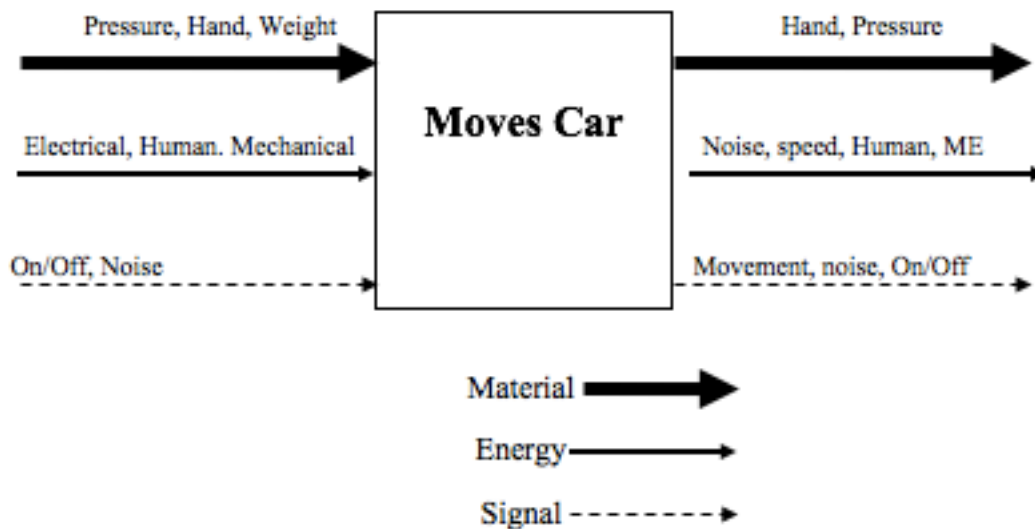 Pressure, Hand, Weight
Hand, Pressure
Moves Car
Electrical, Human. Mechanical
Noise, speed, Human, ME
On/Off, Noise
Movement, noise, On/Off
Material
Energy
Signal